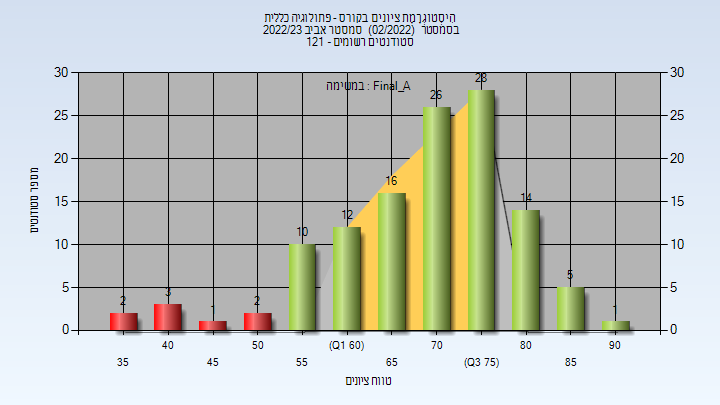 היסטוגרמת ציונים בקורס - פתולוגיה כללית
בסמסטר (02/2022) סמסטר אביב 2022/23
סטודנטים רשומים - 121
במשימה : Final_A
30 30
25 25
20 20
15 15
10 10
5 5
0 0
2 3 1 2 10 12 16 26 28 14 5 1
40 50 (Q1 60) 70 80 90
35 45 55 65 (Q3 75) 85
מספר סטודנטים
טווח ציונים